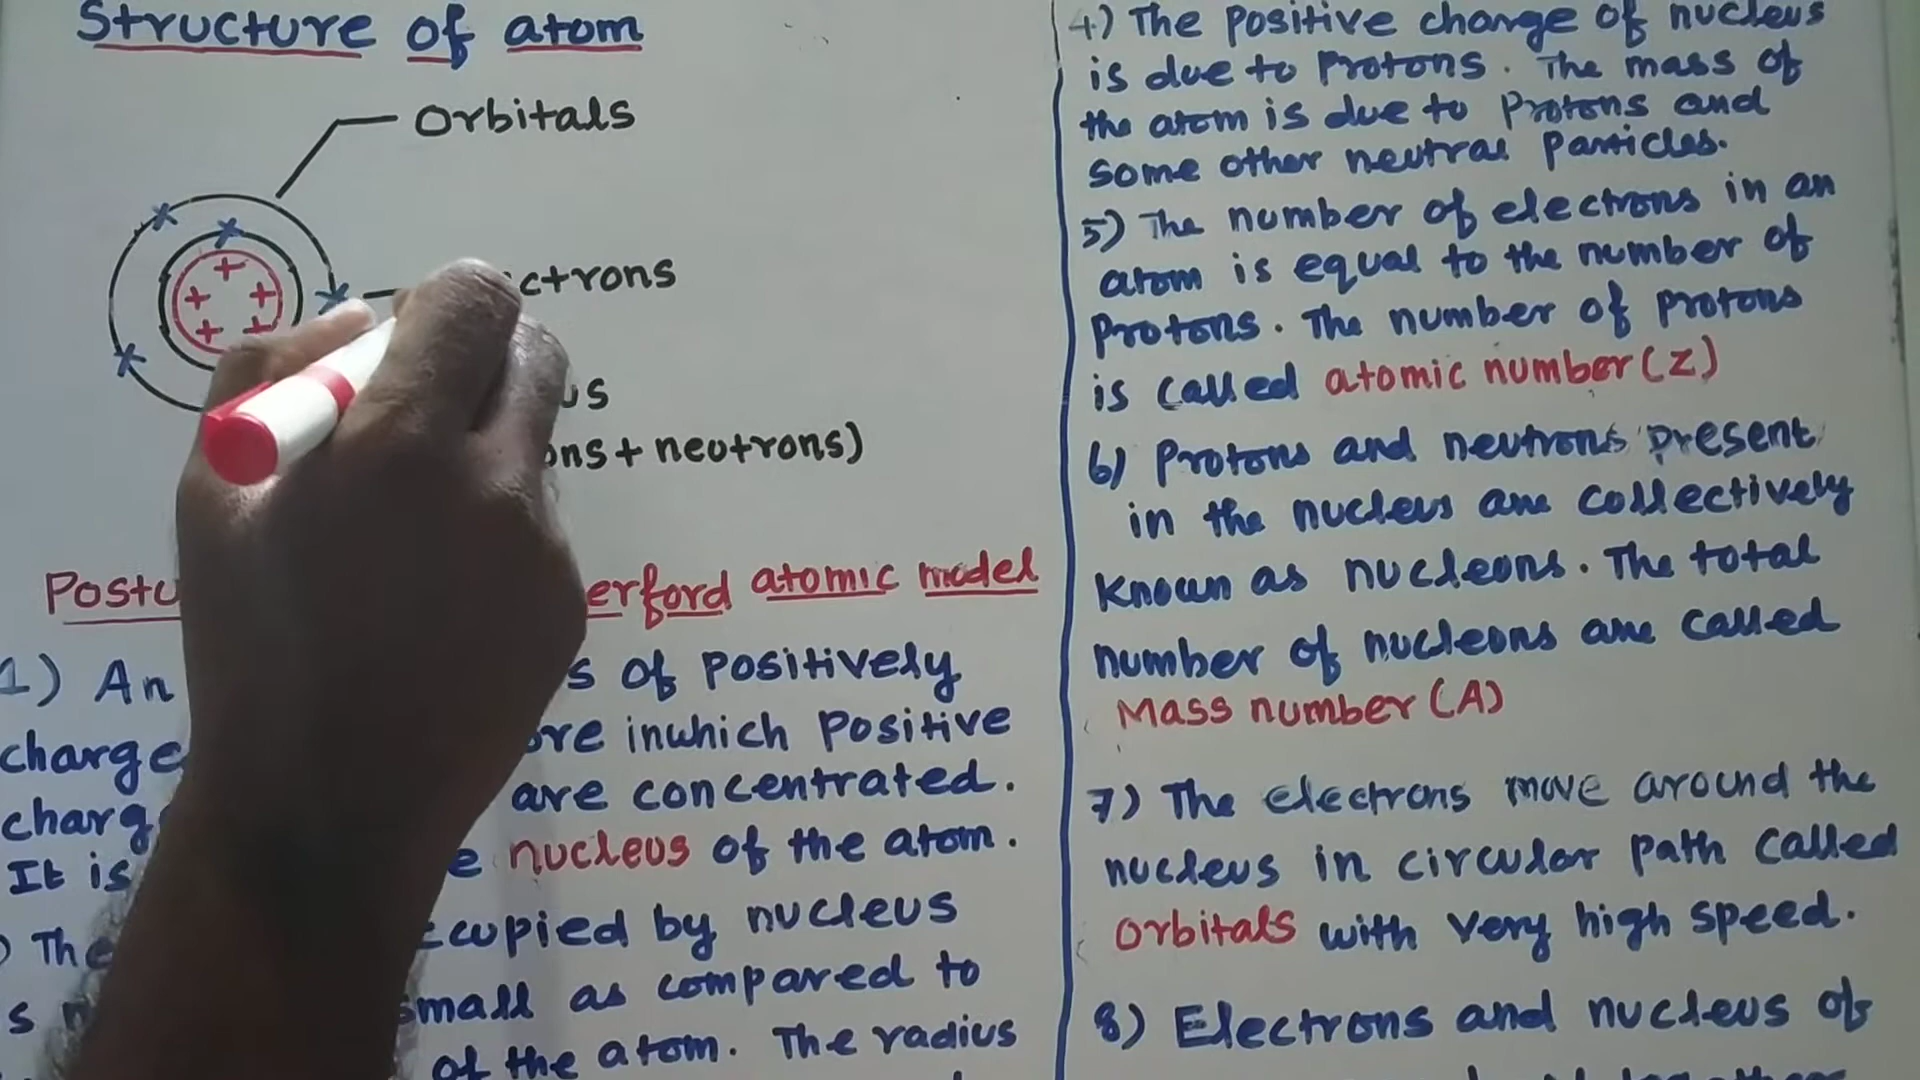 Structure of atom
Orbitals
ctrons
us
ons + neutrons)
Postu erford atomic model
1) An s of positively
charge ore inwhich positive
charg are concentrated.
It is e nucleus of the atom.
The cupied by nucleus
s small as compared to
of the atom. The radius
4) The positive charge of nucleus
is due to protons. The mass of
the atom is due to protons and
some other neutral particles.
5) The number of electrons in an
atom is equal to the number of
protons. The number of protons
is called atomic number (Z)
6) Protons and neutrons present
in the nucleus are collectively
known as nucleons. The total
number of nucleons are called
Mass number (A)
7) The electrons move around the
nucleus in circular path called
orbitals with very high speed.
8) Electrons and nucleus of